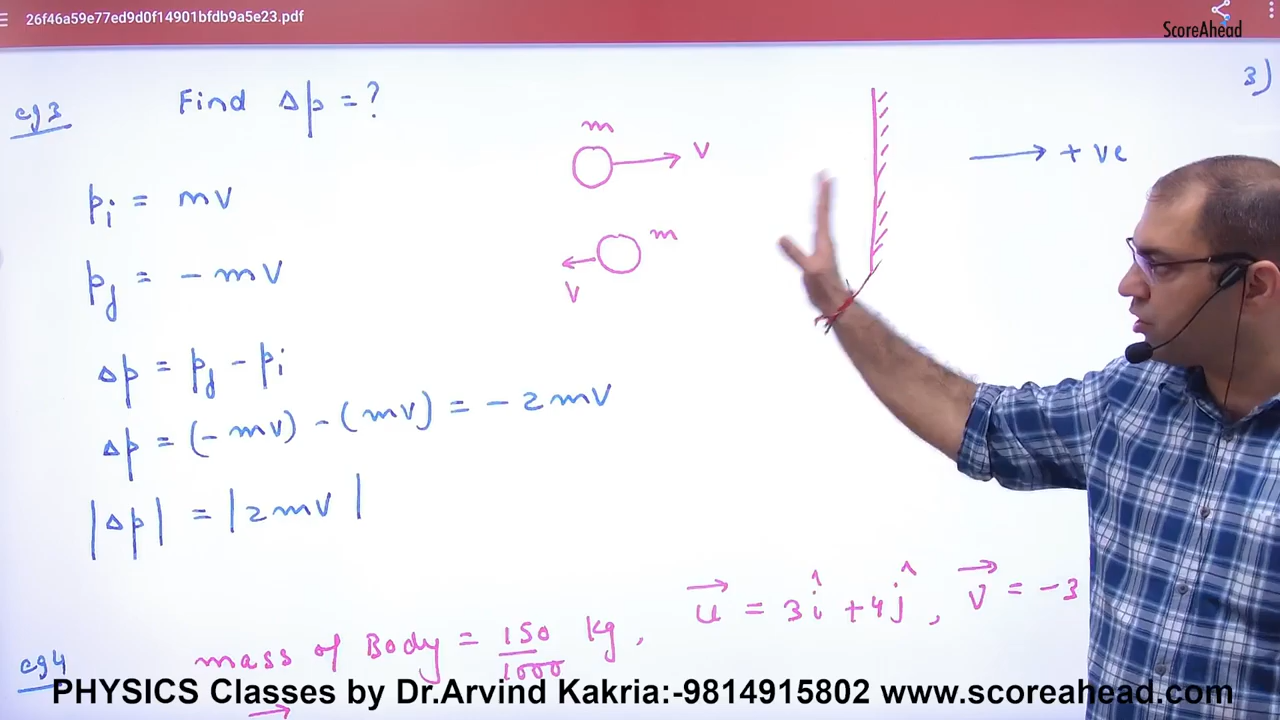 26f46a59e77ed9d0f14901bfdb9a5e23.pdf
ScoreAhead
3)
eg3 Find Δp = ?
m
v
→ +ve
pi = mv
m
v
pf = - mv
Δp = pf - pi
Δp = (- mv) - (mv) = - 2mv
|Δp| = |2mv|
mass of Body = 150/1000 kg, u⃗ = 3î + 4ĵ, v⃗ = -3
eg4
PHYSICS Classes by Dr.Arvind Kakria:-9814915802 www.scoreahead.com